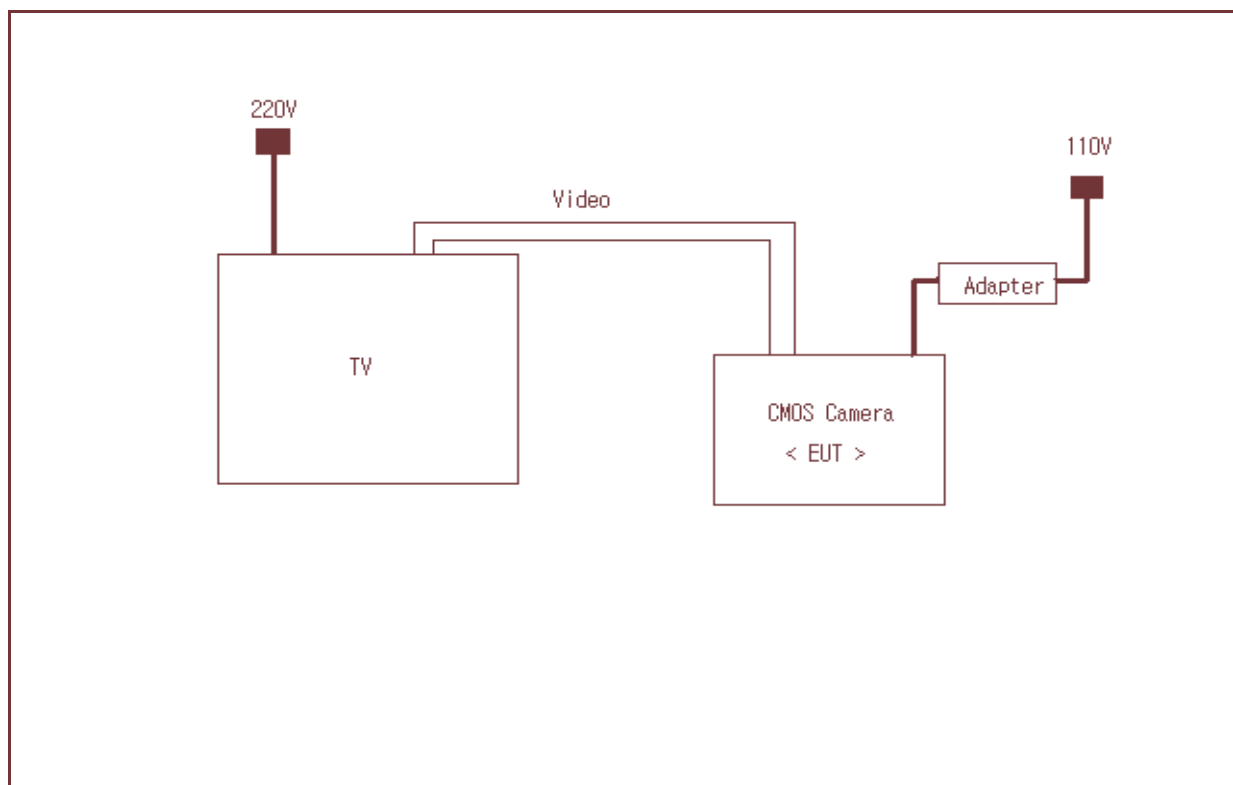 220V
110V
Video
Adapter
TV
CMOS Camera
< EUT >